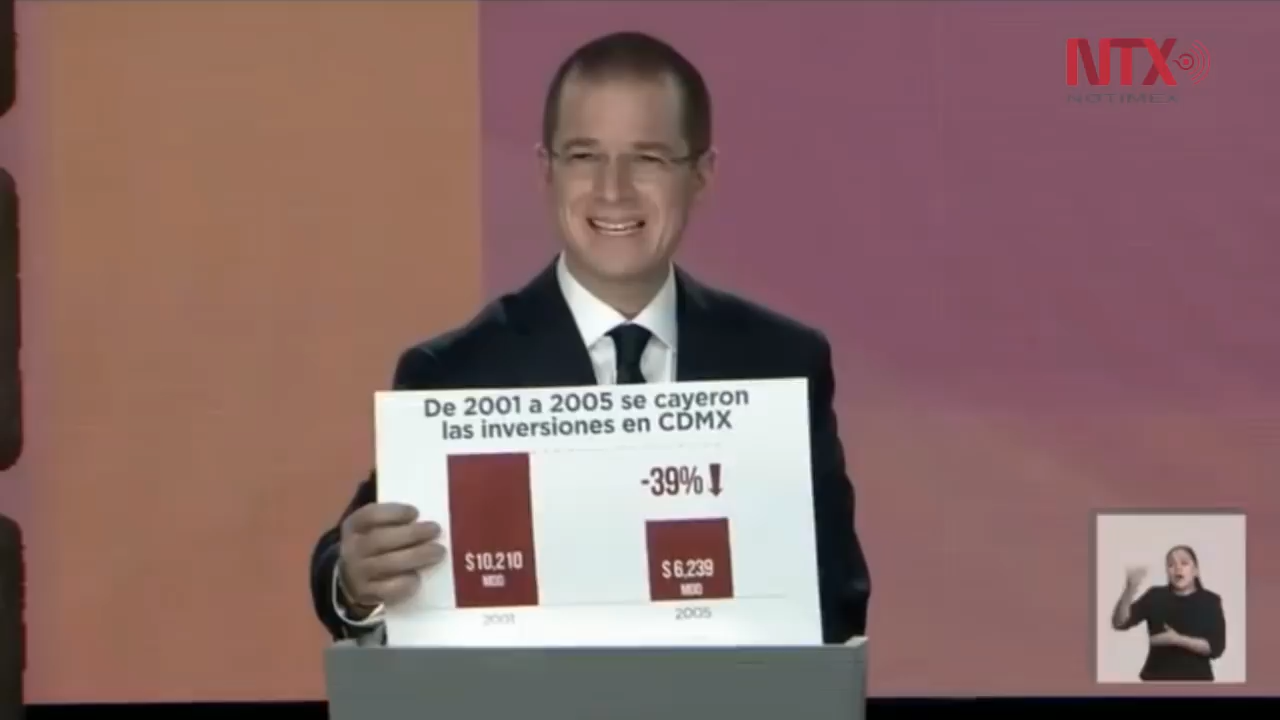 NTX
NOTIMEX
De 2001 a 2005 se cayeron
las inversiones en CDMX
-39%
$10,210
MDD
$6,239
MDD
2001
2005